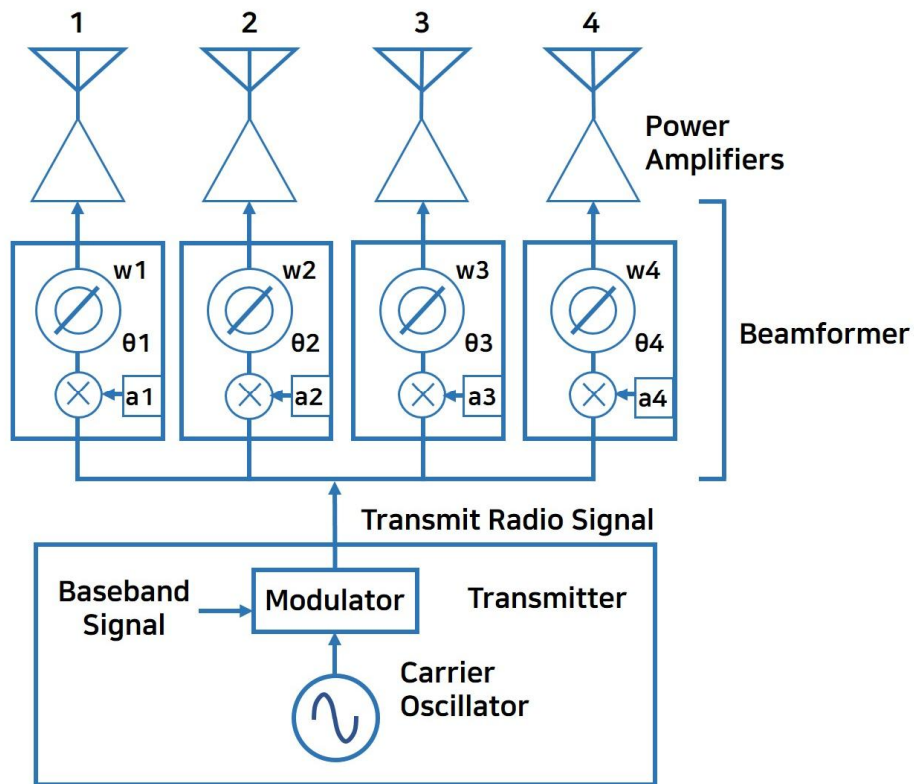 1 2 3 4
Power
Amplifiers
w1 w2 w3 w4
θ1 θ2 θ3 θ4
a1 a2 a3 a4
Beamformer
Transmit Radio Signal
Baseband
Signal
Modulator
Transmitter
Carrier
Oscillator